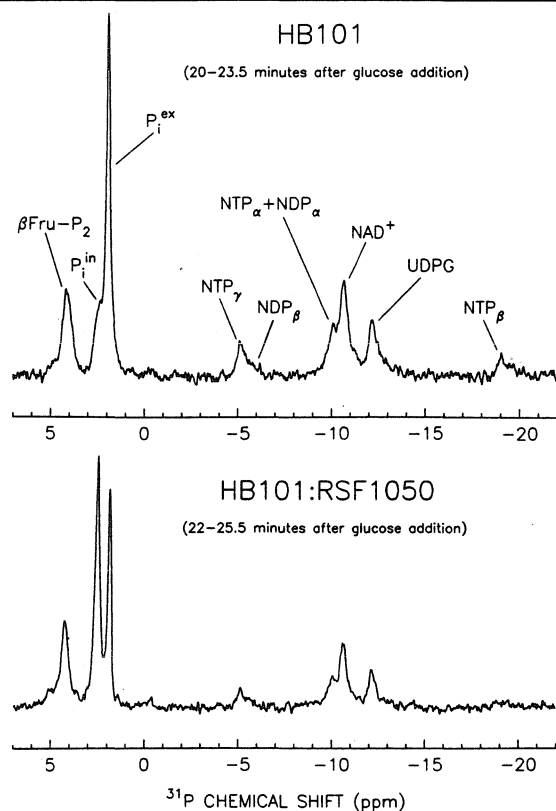 HB101
(20–23.5 minutes after glucose addition)
P_i^ex
βFru–P₂
P_i^in
NTP_γ
NDP_β
NTP_α+NDP_α
NAD⁺
UDPG
NTP_β
5 0 −5 −10 −15 −20
HB101:RSF1050
(22–25.5 minutes after glucose addition)
5 0 −5 −10 −15 −20
³¹P CHEMICAL SHIFT (ppm)